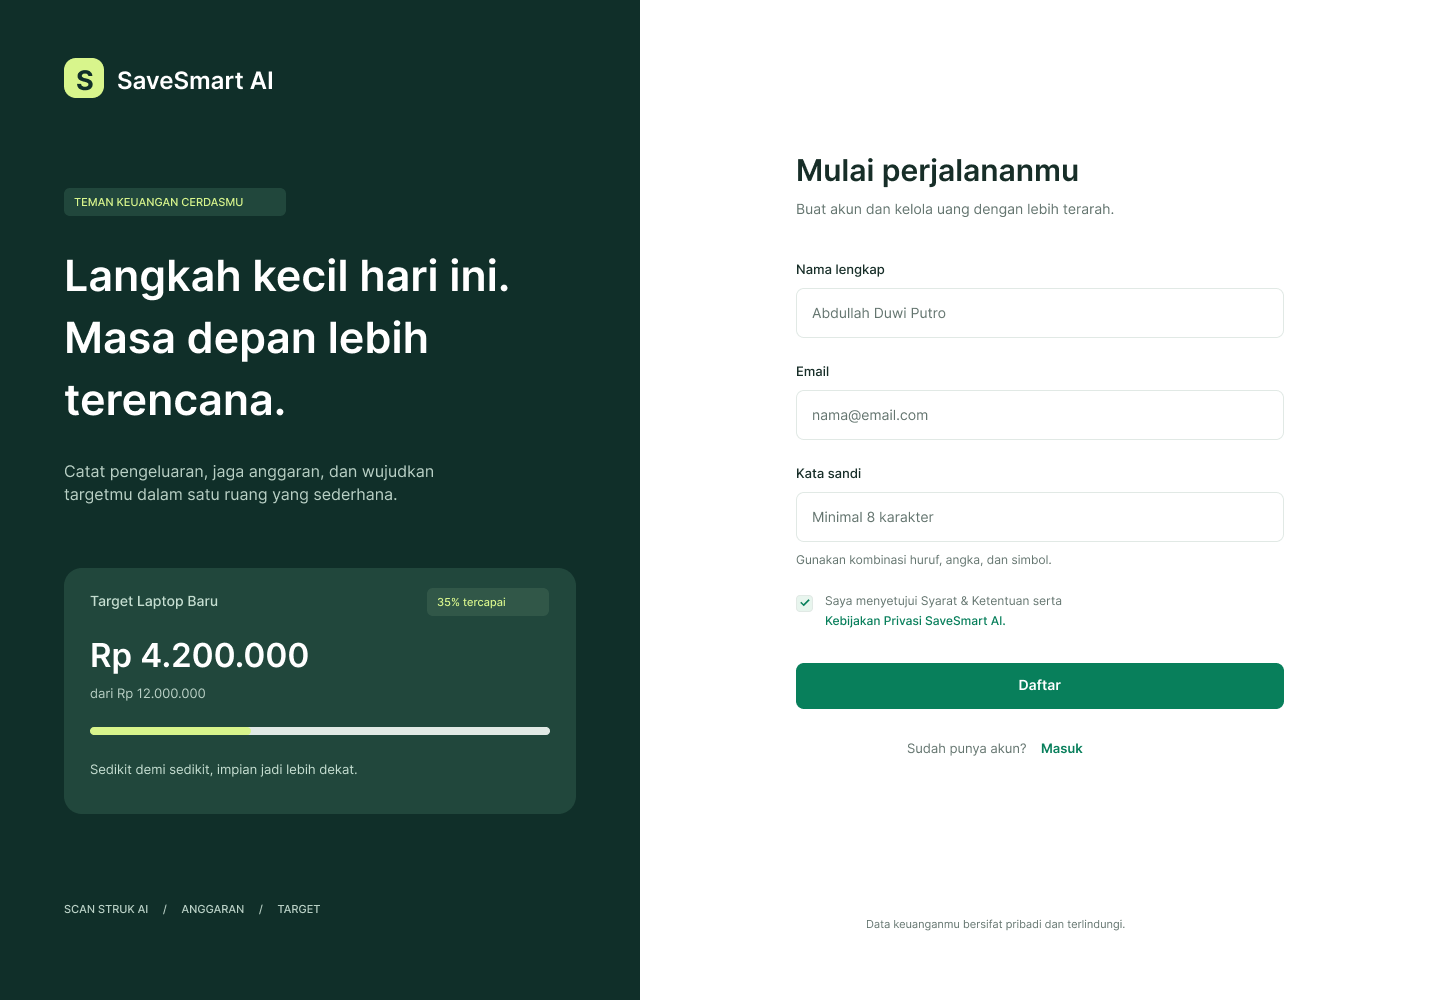 S SaveSmart AI
TEMAN KEUANGAN CERDASMU
Langkah kecil hari ini.
Masa depan lebih
terencana.
Catat pengeluaran, jaga anggaran, dan wujudkan
targetmu dalam satu ruang yang sederhana.
Target Laptop Baru
35% tercapai
Rp 4.200.000
dari Rp 12.000.000
Sedikit demi sedikit, impian jadi lebih dekat.
SCAN STRUK AI / ANGGARAN / TARGET
Mulai perjalananmu
Buat akun dan kelola uang dengan lebih terarah.
Nama lengkap
Abdullah Duwi Putro
Email
nama@email.com
Kata sandi
Minimal 8 karakter
Gunakan kombinasi huruf, angka, dan simbol.
Saya menyetujui Syarat & Ketentuan serta
Kebijakan Privasi SaveSmart AI.
Daftar
Sudah punya akun? Masuk
Data keuanganmu bersifat pribadi dan terlindungi.